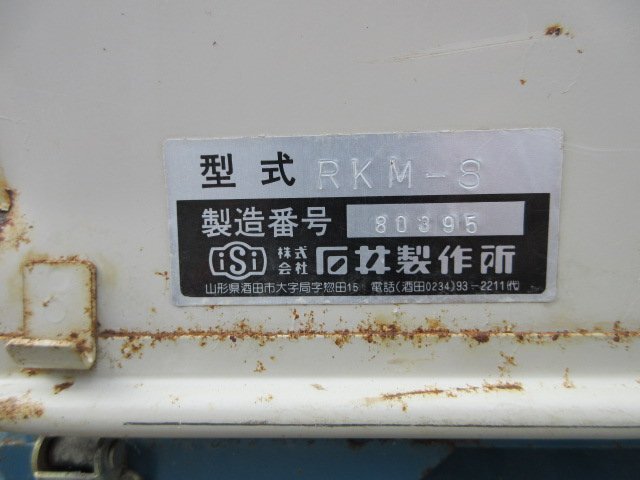 型式 RKM-S
製造番号 80395
iSi 株式会社 石井製作所
山形県酒田市大字局字惣田15 電話(酒田0234)93-2211代